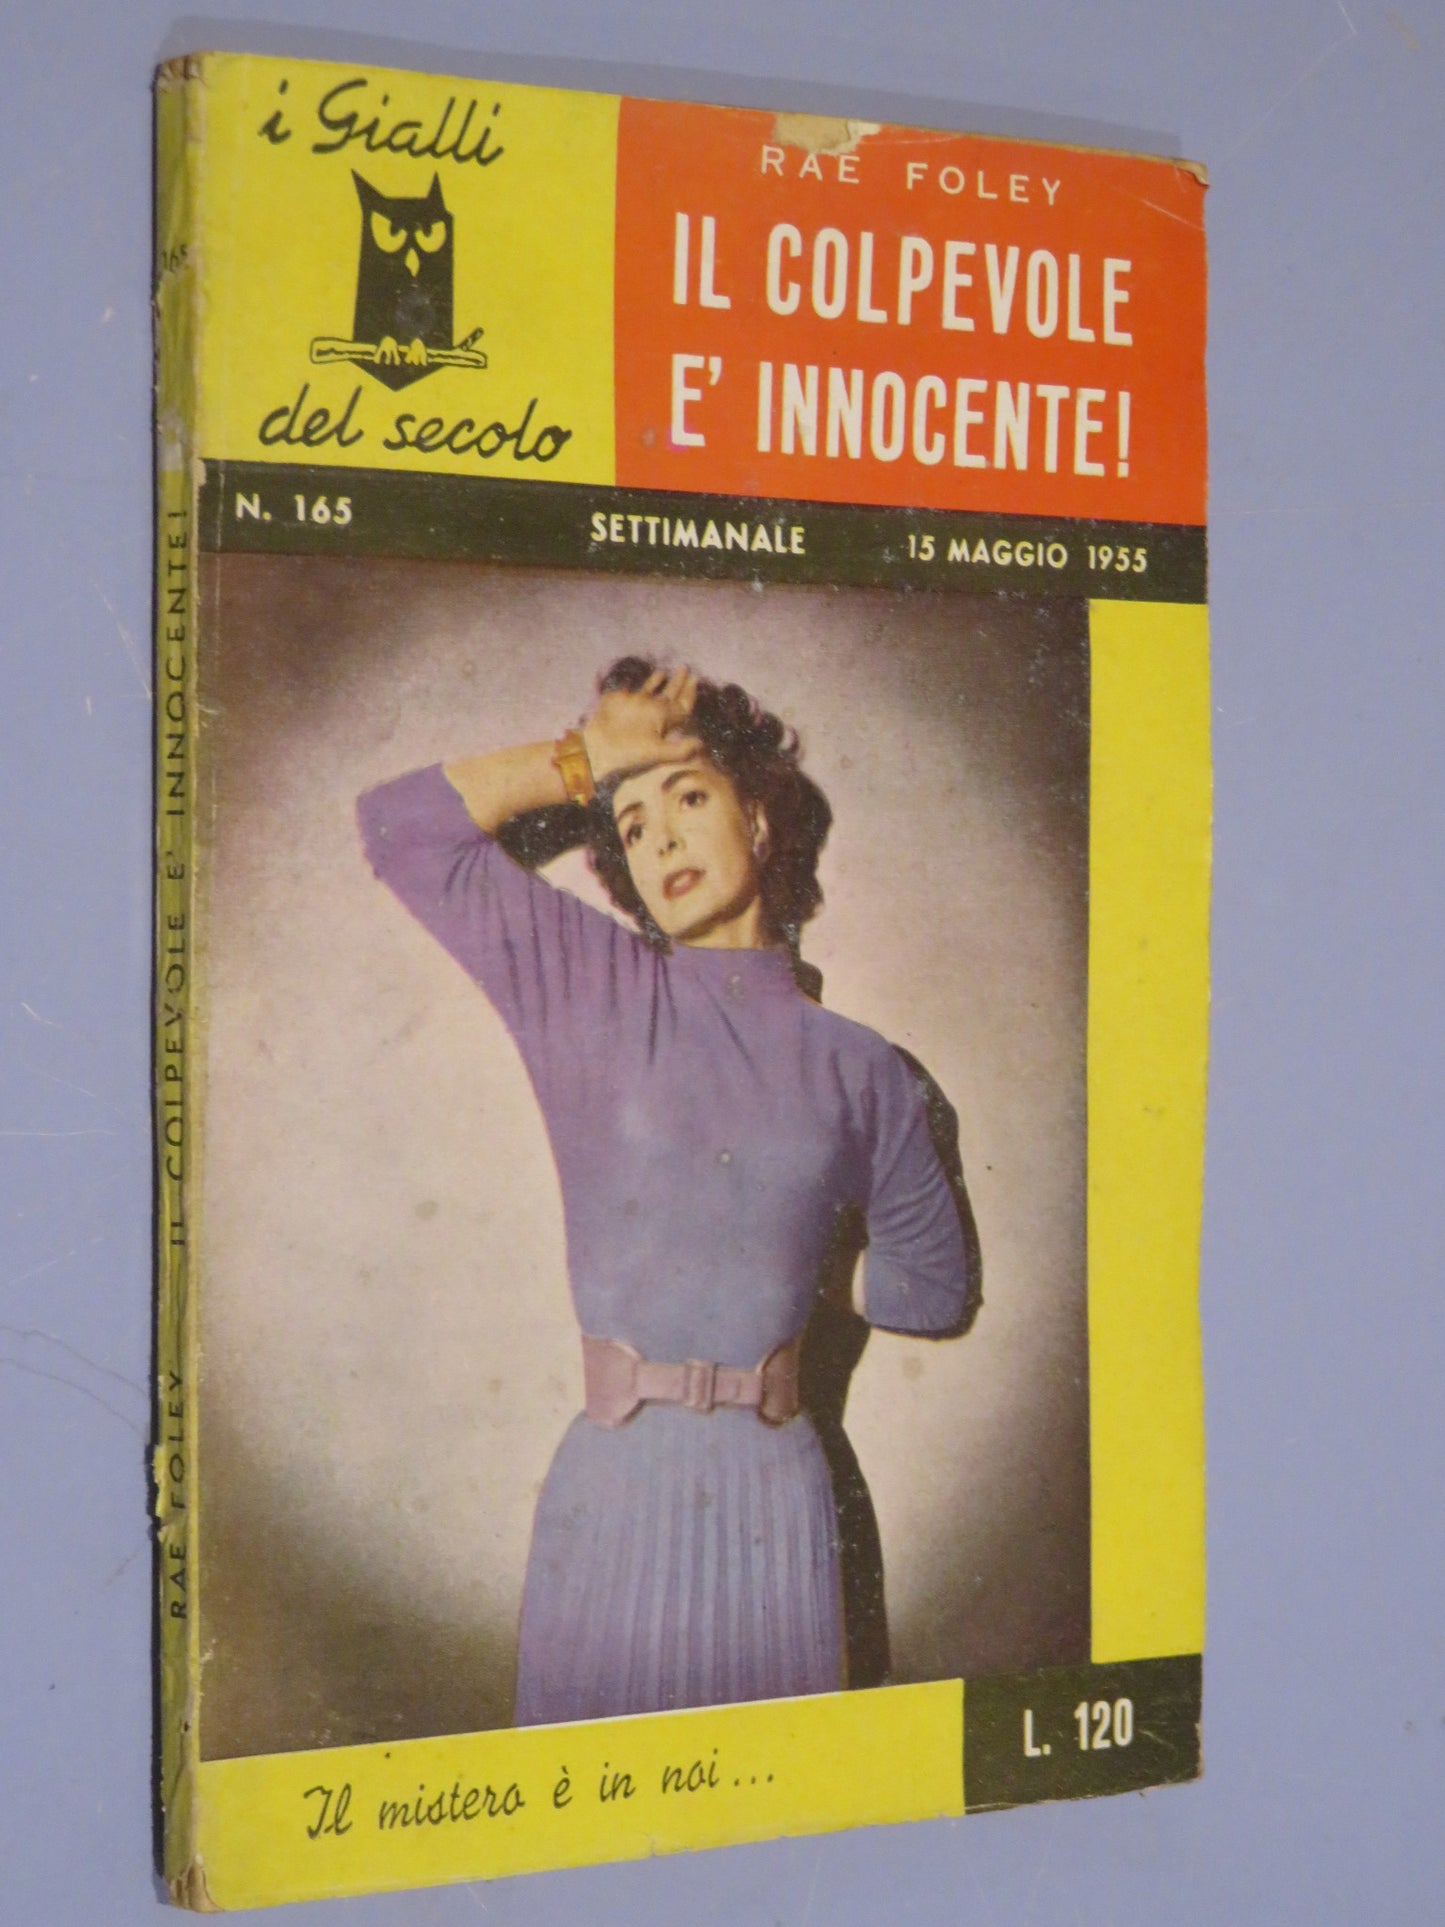 i Gialli
del secolo
RAE FOLEY
IL COLPEVOLE
E' INNOCENTE!
N. 165
SETTIMANALE
15 MAGGIO 1955
Il mistero è in noi...
L. 120
165
RAE FOLEY IL COLPEVOLE E' INNOCENTE!